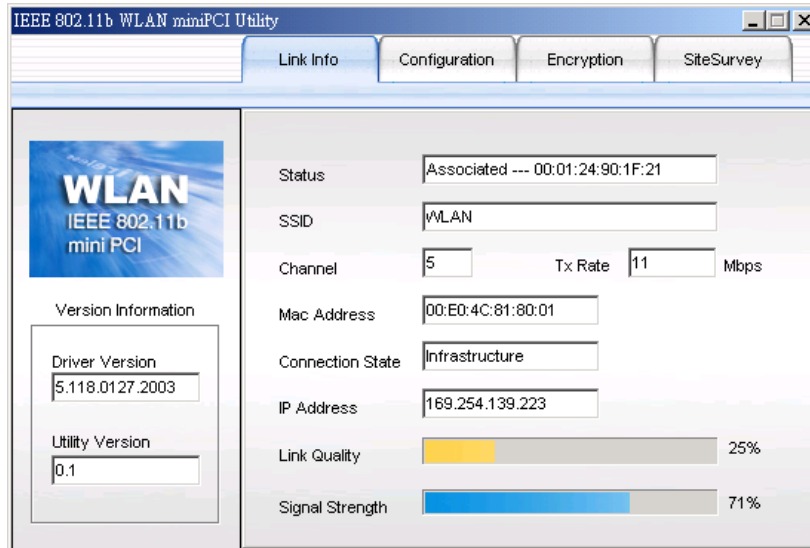 IEEE 802.11b WLAN miniPCI Utility
Link Info Configuration Encryption SiteSurvey
WLAN
IEEE 802.11b
mini PCI
Version Information
Driver Version
5.118.0127.2003
Utility Version
0.1
Status Associated --- 00:01:24:90:1F:21
SSID WLAN
Channel 5 Tx Rate 11 Mbps
Mac Address 00:E0:4C:81:80:01
Connection State Infrastructure
IP Address 169.254.139.223
Link Quality 25%
Signal Strength 71%